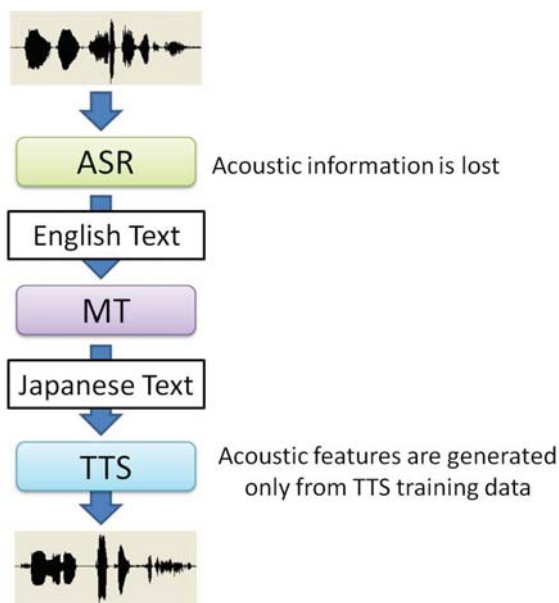 ASR
Acoustic information is lost
English Text
MT
Japanese Text
TTS
Acoustic features are generated
only from TTS training data